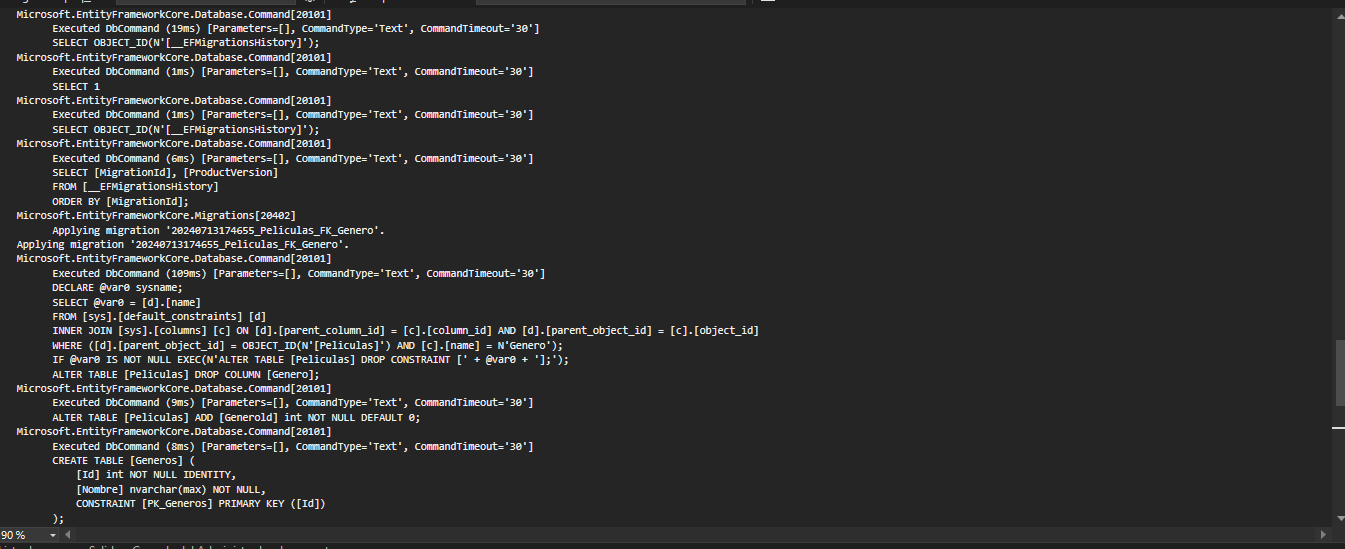 Microsoft.EntityFrameworkCore.Database.Command[20101]
Executed DbCommand (19ms) [Parameters=[], CommandType='Text', CommandTimeout='30']
SELECT OBJECT_ID(N'[__EFMigrationsHistory]');
Microsoft.EntityFrameworkCore.Database.Command[20101]
Executed DbCommand (1ms) [Parameters=[], CommandType='Text', CommandTimeout='30']
SELECT 1
Microsoft.EntityFrameworkCore.Database.Command[20101]
Executed DbCommand (1ms) [Parameters=[], CommandType='Text', CommandTimeout='30']
SELECT OBJECT_ID(N'[__EFMigrationsHistory]');
Microsoft.EntityFrameworkCore.Database.Command[20101]
Executed DbCommand (6ms) [Parameters=[], CommandType='Text', CommandTimeout='30']
SELECT [MigrationId], [ProductVersion]
FROM [__EFMigrationsHistory]
ORDER BY [MigrationId];
Microsoft.EntityFrameworkCore.Migrations[20402]
Applying migration '20240713174655_Peliculas_FK_Genero'.
Applying migration '20240713174655_Peliculas_FK_Genero'.
Microsoft.EntityFrameworkCore.Database.Command[20101]
Executed DbCommand (109ms) [Parameters=[], CommandType='Text', CommandTimeout='30']
DECLARE @var0 sysname;
SELECT @var0 = [d].[name]
FROM [sys].[default_constraints] [d]
INNER JOIN [sys].[columns] [c] ON [d].[parent_column_id] = [c].[column_id] AND [d].[parent_object_id] = [c].[object_id]
WHERE ([d].[parent_object_id] = OBJECT_ID(N'[Peliculas]') AND [c].[name] = N'Genero');
IF @var0 IS NOT NULL EXEC(N'ALTER TABLE [Peliculas] DROP CONSTRAINT [' + @var0 + '];');
ALTER TABLE [Peliculas] DROP COLUMN [Genero];
Microsoft.EntityFrameworkCore.Database.Command[20101]
Executed DbCommand (9ms) [Parameters=[], CommandType='Text', CommandTimeout='30']
ALTER TABLE [Peliculas] ADD [GeneroId] int NOT NULL DEFAULT 0;
Microsoft.EntityFrameworkCore.Database.Command[20101]
Executed DbCommand (8ms) [Parameters=[], CommandType='Text', CommandTimeout='30']
CREATE TABLE [Generos] (
[Id] int NOT NULL IDENTITY,
[Nombre] nvarchar(max) NOT NULL,
CONSTRAINT [PK_Generos] PRIMARY KEY ([Id])
);
90 %